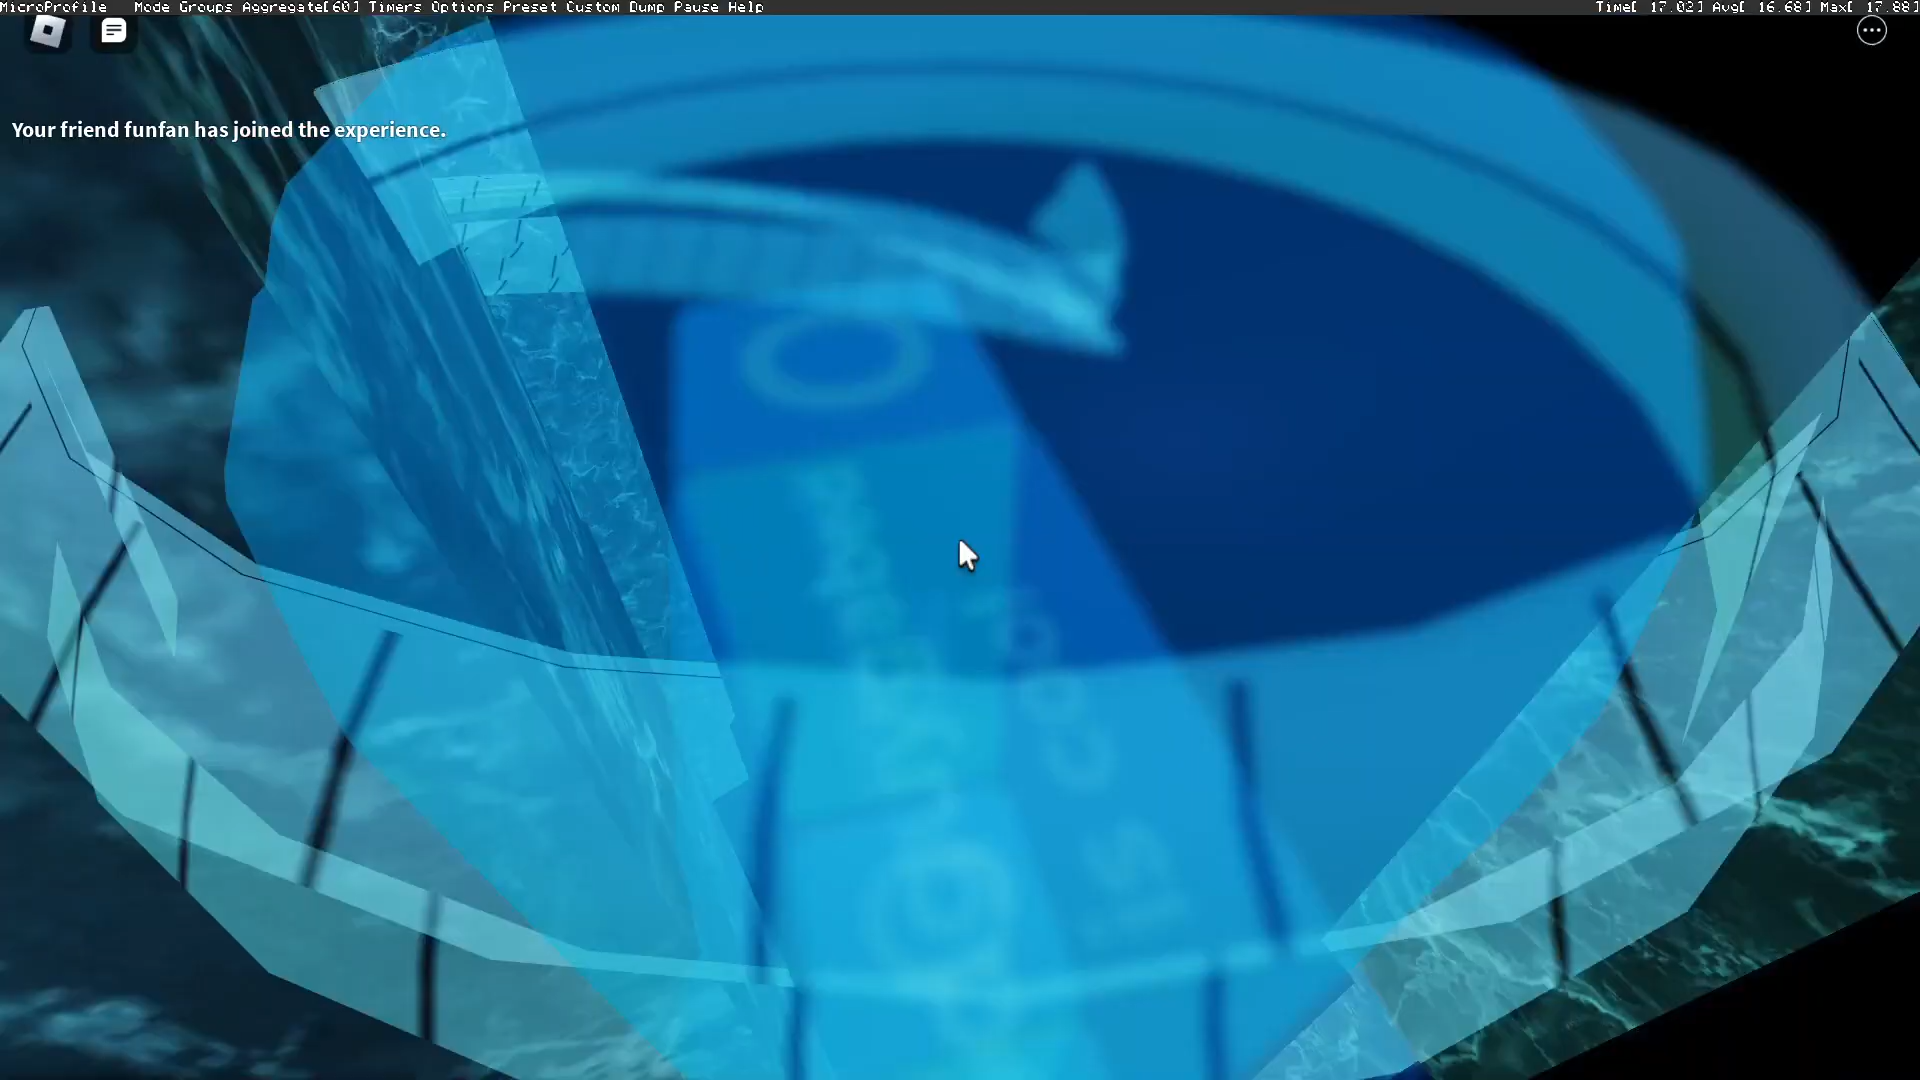 MicroProfile Mode Groups Aggregate[60] Timers Options Preset Custom Dump Pause Help Time[ 17.02] Avg[ 16.68] Max[ 17.88]
Your friend funfan has joined the experience.